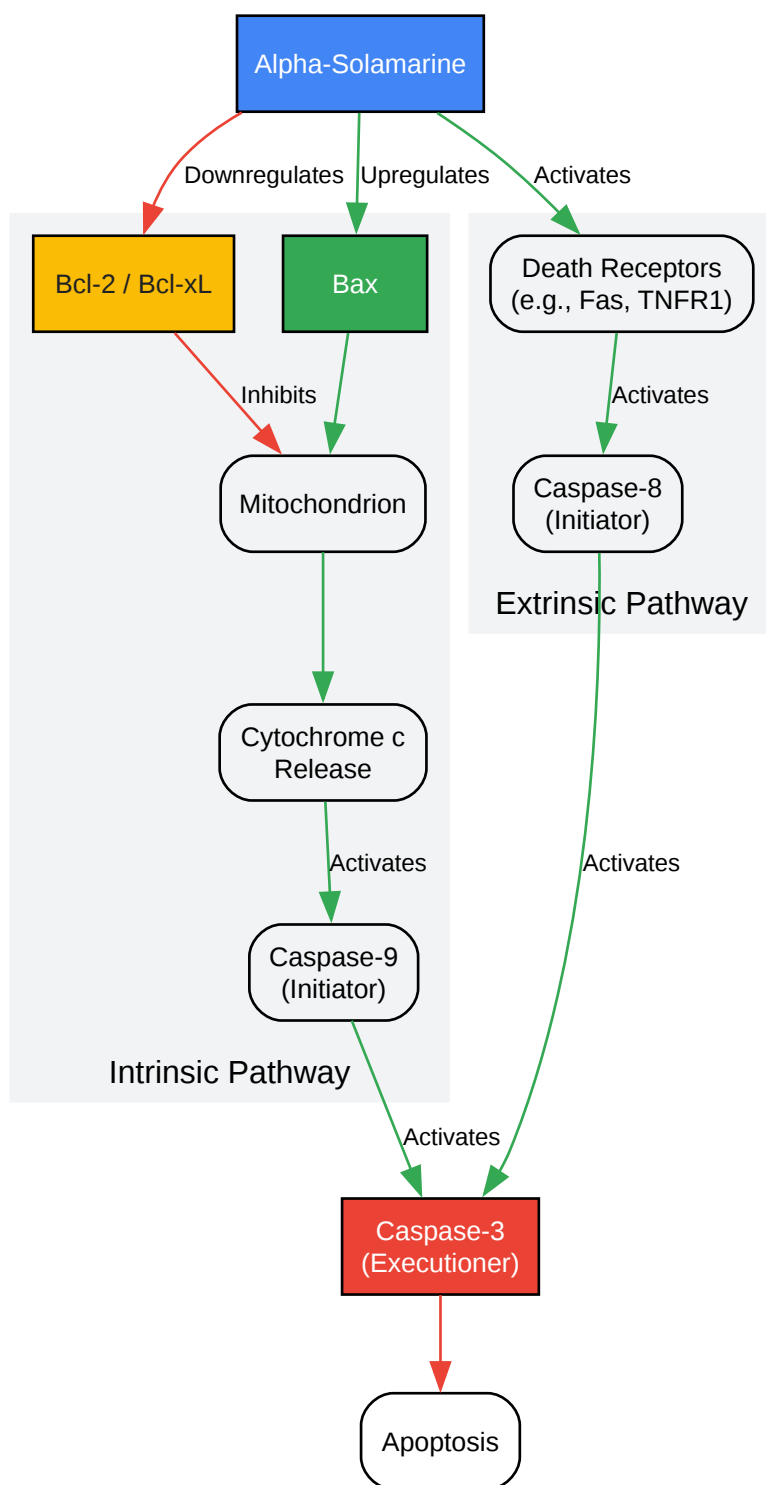 Alpha-Solamarine
Downregulates
Upregulates
Activates
Bcl-2 / Bcl-xL
Bax
Death Receptors
(e.g., Fas, TNFR1)
Inhibits
Activates
Mitochondrion
Caspase-8
(Initiator)
Extrinsic Pathway
Cytochrome c
Release
Activates
Activates
Caspase-9
(Initiator)
Intrinsic Pathway
Activates
Caspase-3
(Executioner)
Apoptosis